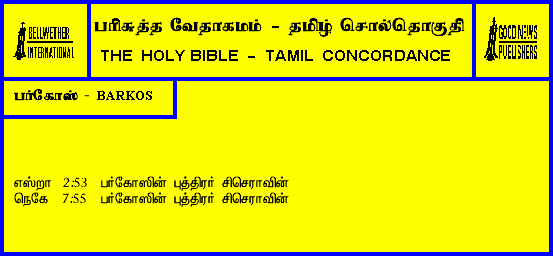 BELLWETHER
INTERNATIONAL
பரிசுத்த வேதாகமம் - தமிழ் சொல்தொகுதி
THE HOLY BIBLE - TAMIL CONCORDANCE
GOOD NEWS
PUBLISHERS
பர்கோஸ் - BARKOS
எஸ்றா 2:53 பர்கோஸின் புத்திரர் சிசெராவின்
நெகே 7:55 பர்கோஸின் புத்திரர் சிசெராவின்